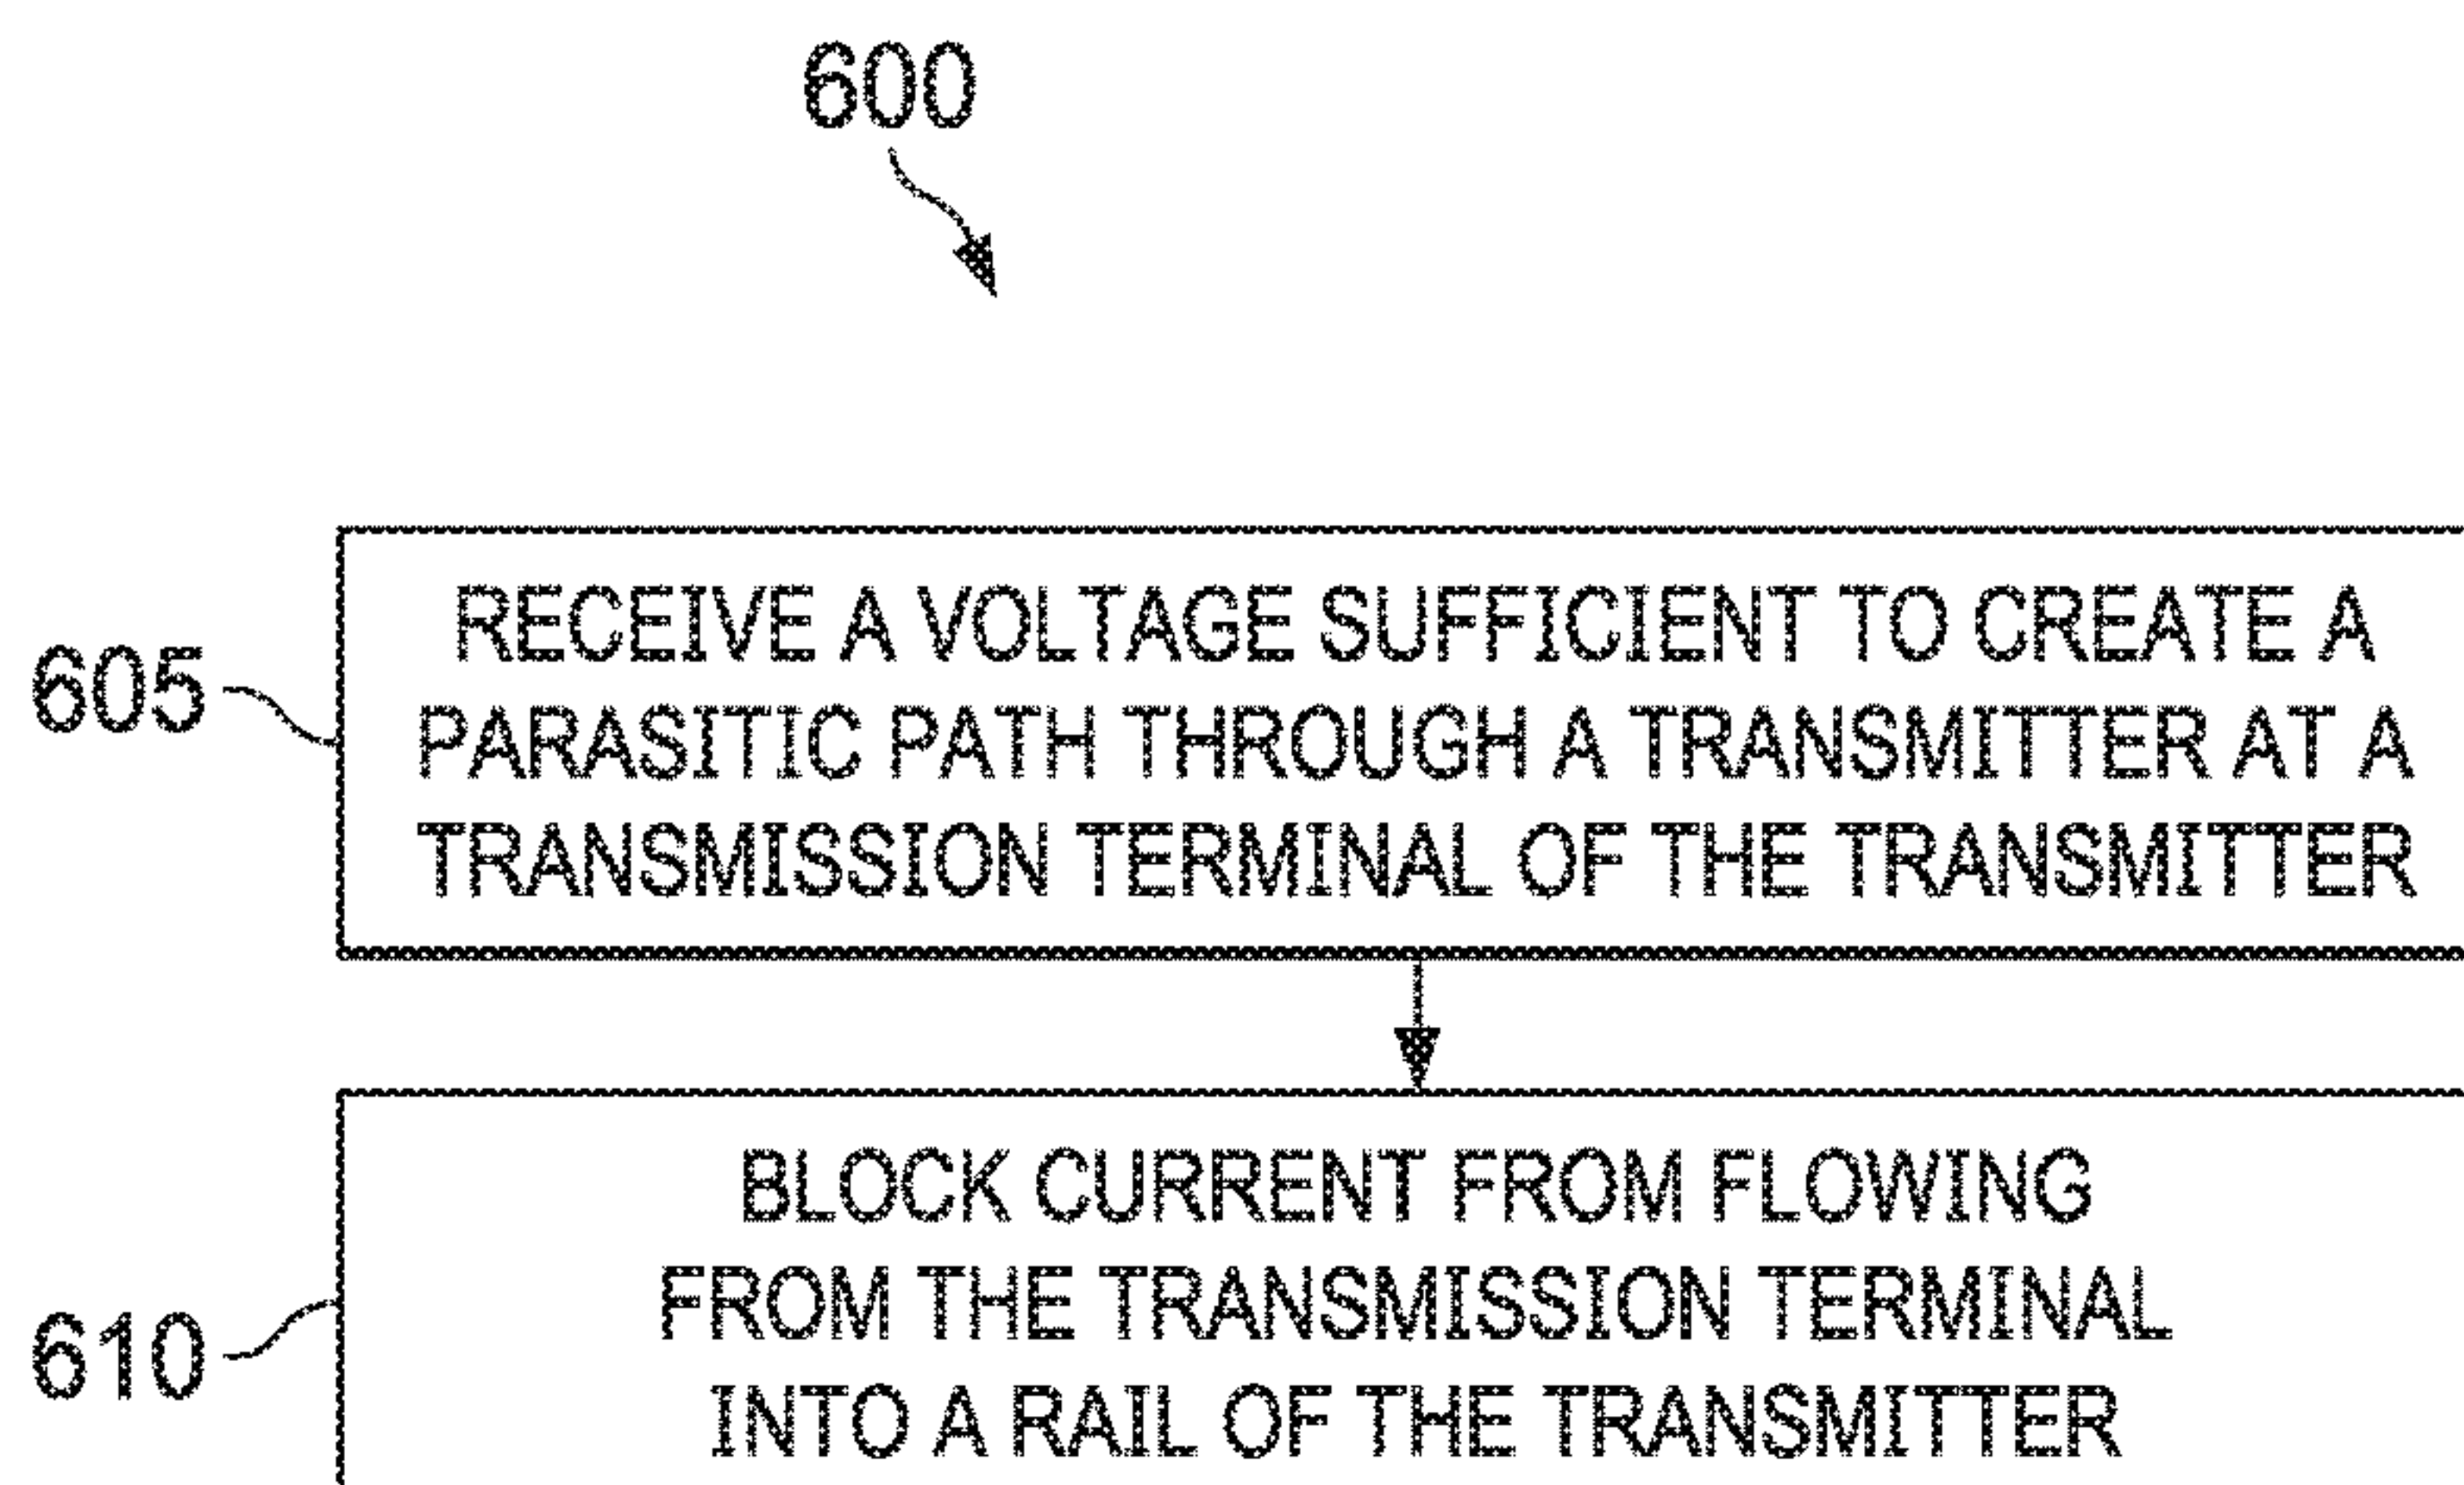 600
605
RECEIVE A VOLTAGE SUFFICIENT TO CREATE A
PARASITIC PATH THROUGH A TRANSMITTER AT A
TRANSMISSION TERMINAL OF THE TRANSMITTER
610
BLOCK CURRENT FROM FLOWING
FROM THE TRANSMISSION TERMINAL
INTO A RAIL OF THE TRANSMITTER